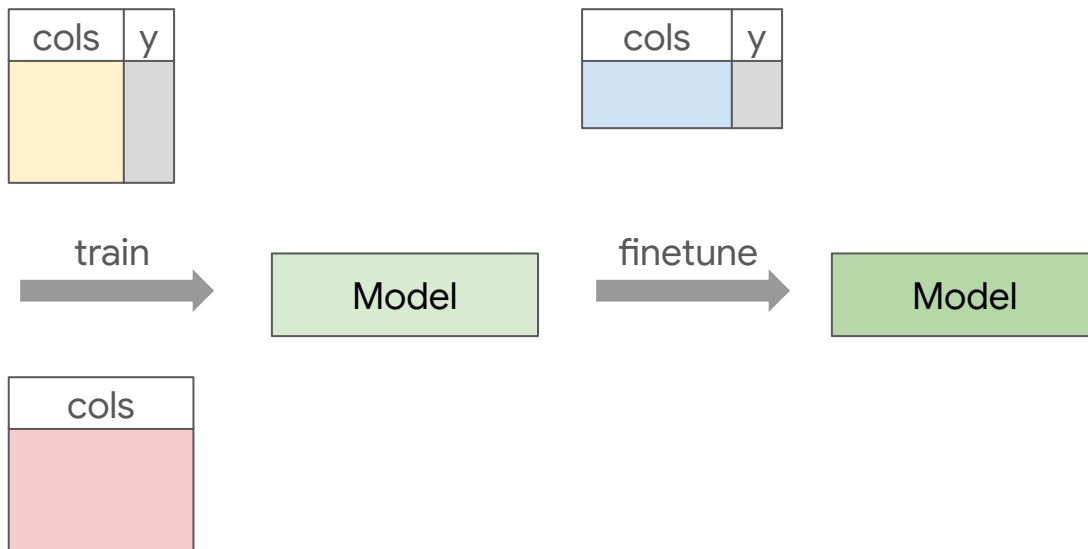 cols y
cols y
train
Model
finetune
Model
cols